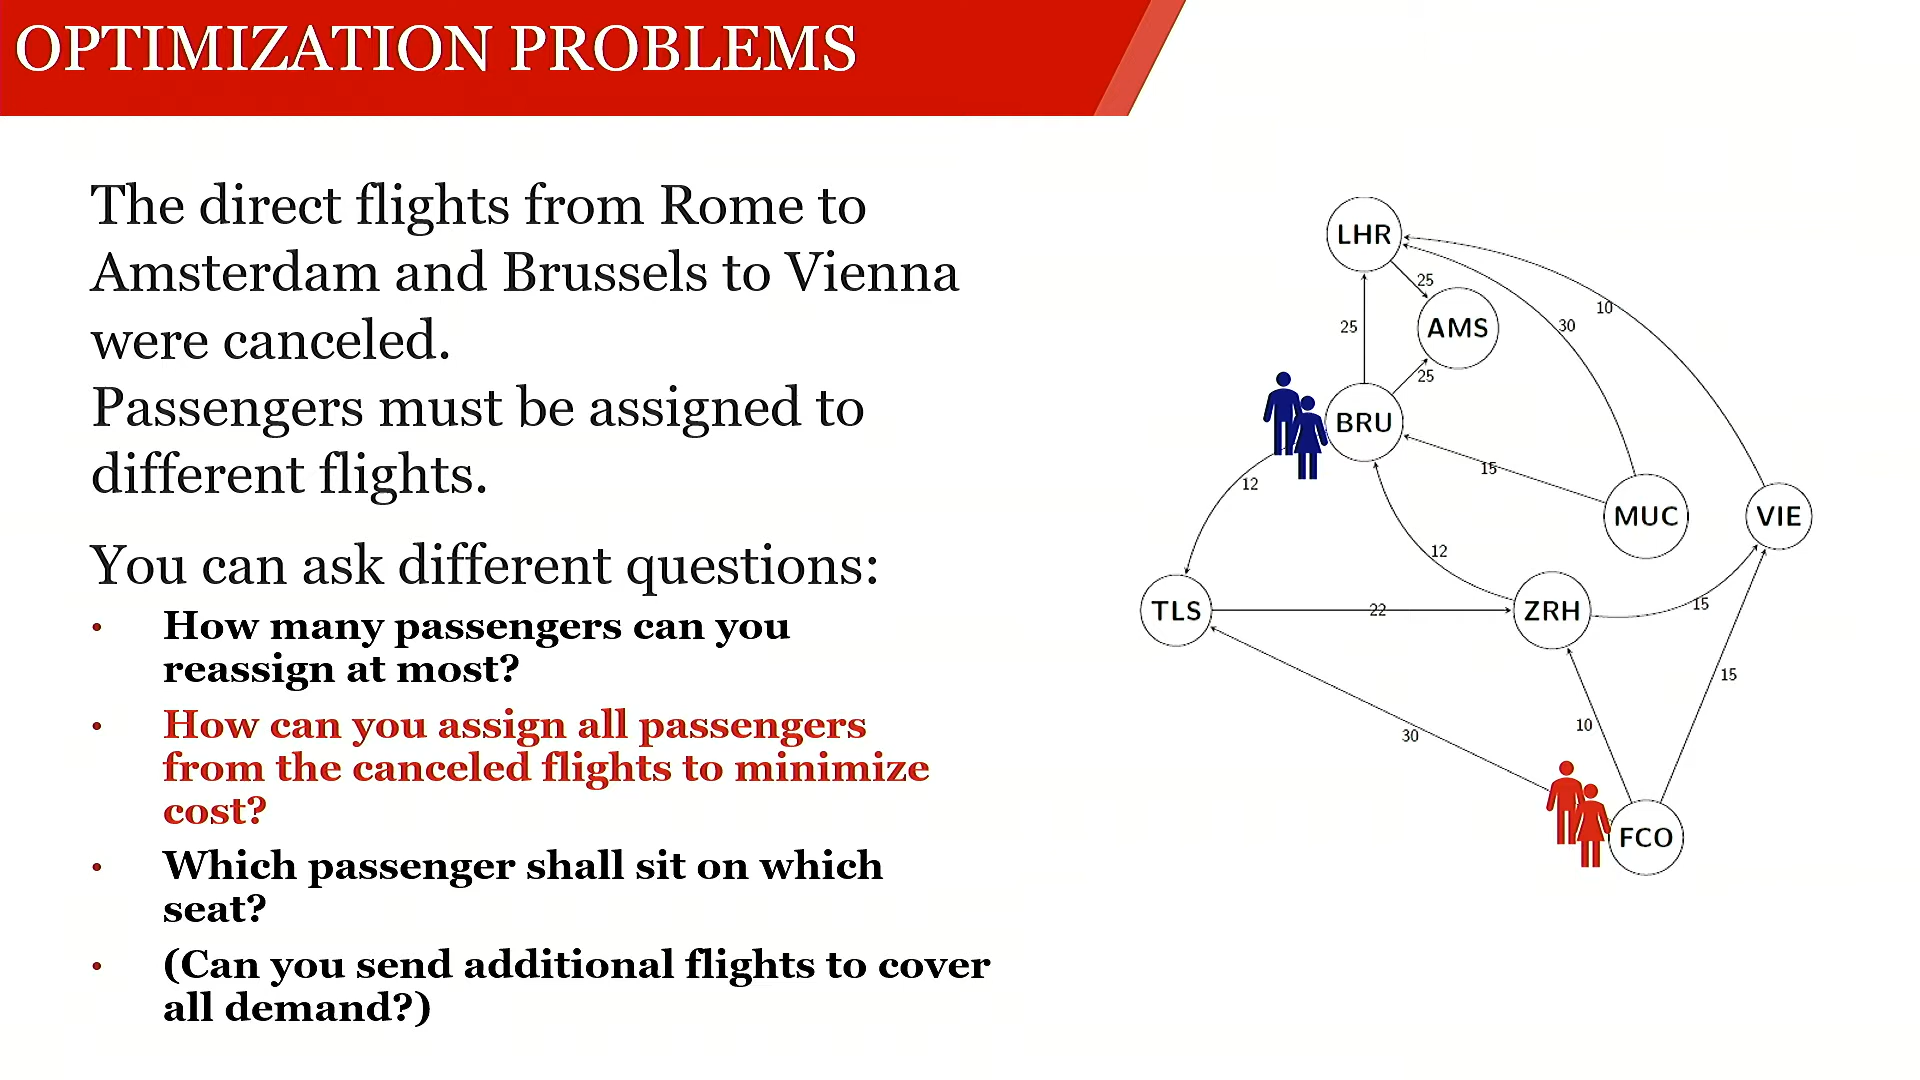 OPTIMIZATION PROBLEMS
The direct flights from Rome to
Amsterdam and Brussels to Vienna
were canceled.
Passengers must be assigned to
different flights.
You can ask different questions:
• How many passengers can you
reassign at most?
• How can you assign all passengers
from the canceled flights to minimize
cost?
• Which passenger shall sit on which
seat?
• (Can you send additional flights to cover
all demand?)
LHR
25
10
30
25
AMS
25
BRU
15
12
MUC
VIE
12
TLS
22
ZRH
15
15
10
30
FCO